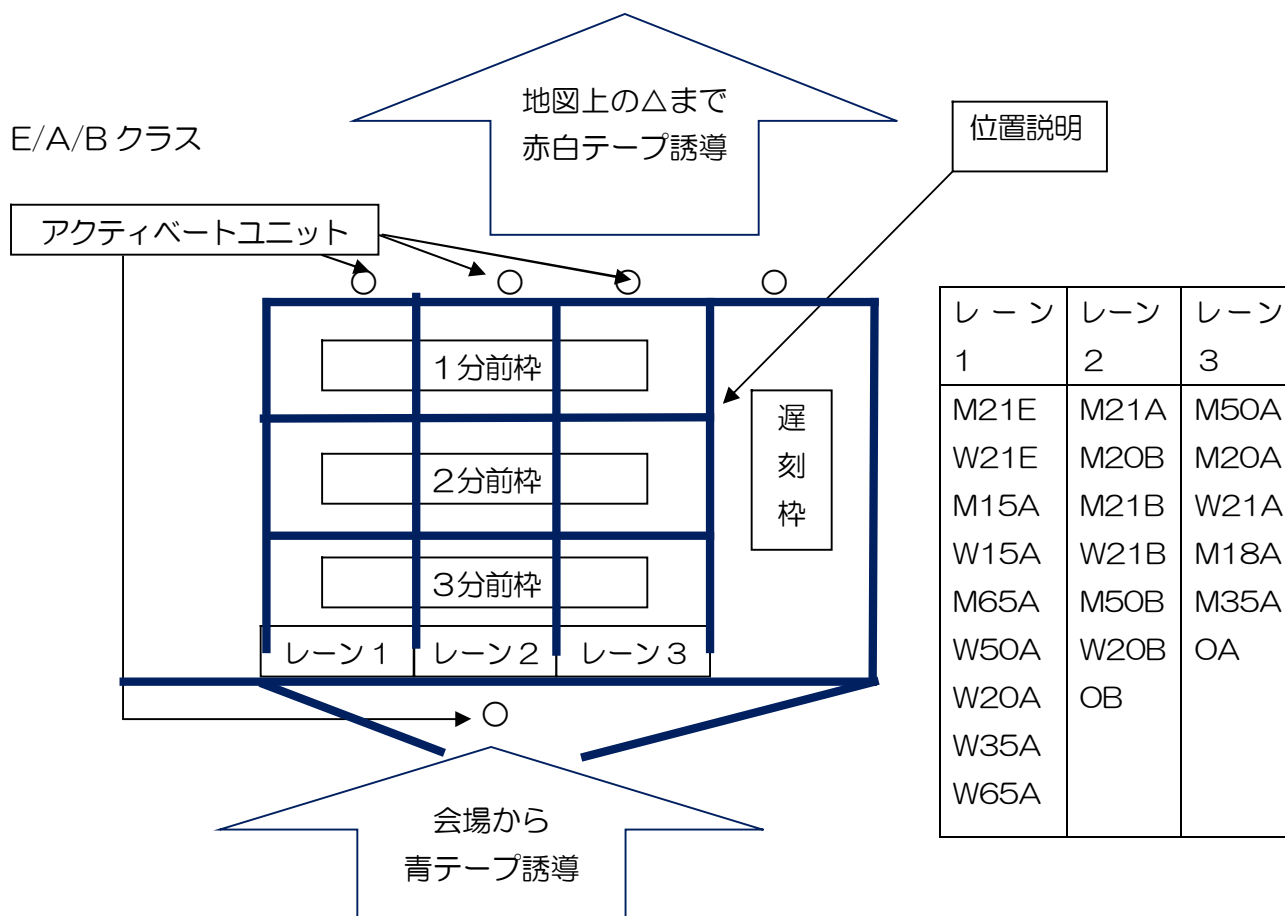 地図上の△まで
赤白テープ誘導
位置説明
E/A/B クラス
アクティベートユニット
1分前枠
2分前枠
3分前枠
遅
刻
枠
レーン1
レーン2
レーン3
会場から
青テープ誘導
レーン
1
レーン
2
レーン
3
M21E
M21A
M50A
W21E
M20B
M20A
M15A
M21B
W21A
W15A
W21B
M18A
M65A
M50B
M35A
W50A
W20B
OA
W20A
OB
W35A
W65A